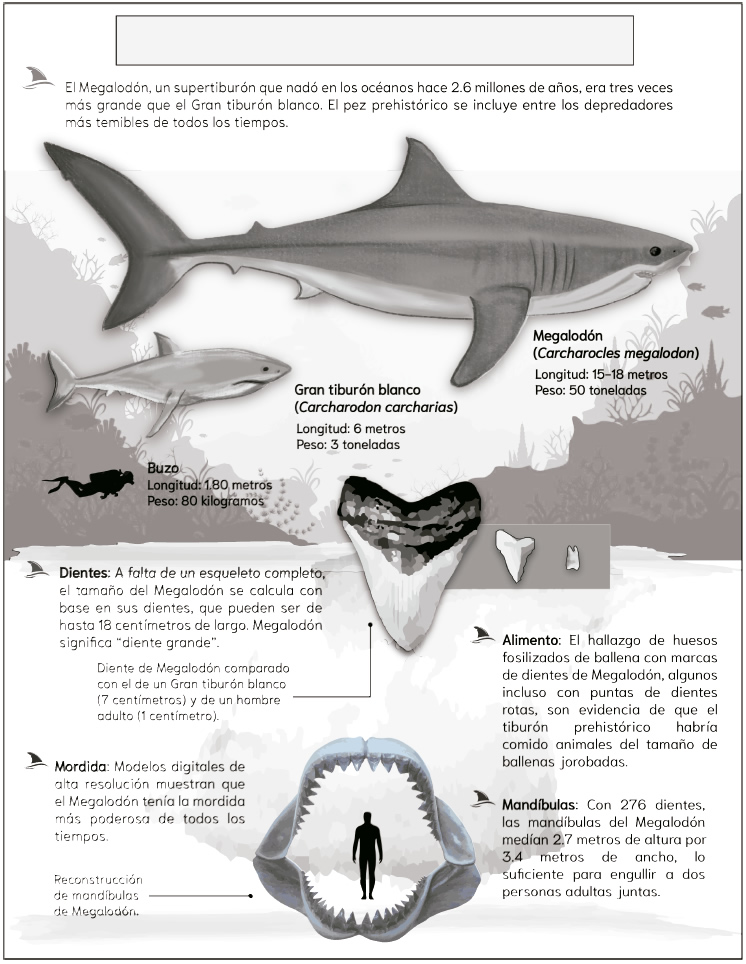 El Megalodón, un supertiburón que nadó en los océanos hace 2.6 millones de años, era tres veces
más grande que el Gran tiburón blanco. El pez prehistórico se incluye entre los depredadores
más temibles de todos los tiempos.
Megalodón
(Carcharocles megalodon)
Longitud: 15–18 metros
Peso: 50 toneladas
Gran tiburón blanco
(Carcharodon carcharias)
Longitud: 6 metros
Peso: 3 toneladas
Buzo
Longitud: 1.80 metros
Peso: 80 kilogramos
Dientes: A falta de un esqueleto completo,
el tamaño del Megalodón se calcula con
base en sus dientes, que pueden ser de
hasta 18 centímetros de largo. Megalodón
significa “diente grande”.
Diente de Megalodón comparado
con el de un Gran tiburón blanco
(7 centímetros) y de un hombre
adulto (1 centímetro).
Alimento: El hallazgo de huesos
fosilizados de ballena con marcas
de dientes de Megalodón, algunos
incluso con puntas de dientes
rotas, son evidencia de que el
tiburón prehistórico habría
comido animales del tamaño de
ballenas jorobadas.
Mordida: Modelos digitales de
alta resolución muestran que
el Megalodón tenía la mordida
más poderosa de todos los
tiempos.
Reconstrucción
de mandíbulas
de Megalodón.
Mandíbulas: Con 276 dientes,
las mandíbulas del Megalodón
medían 2.7 metros de altura por
3.4 metros de ancho, lo
suficiente para engullir a dos
personas adultas juntas.